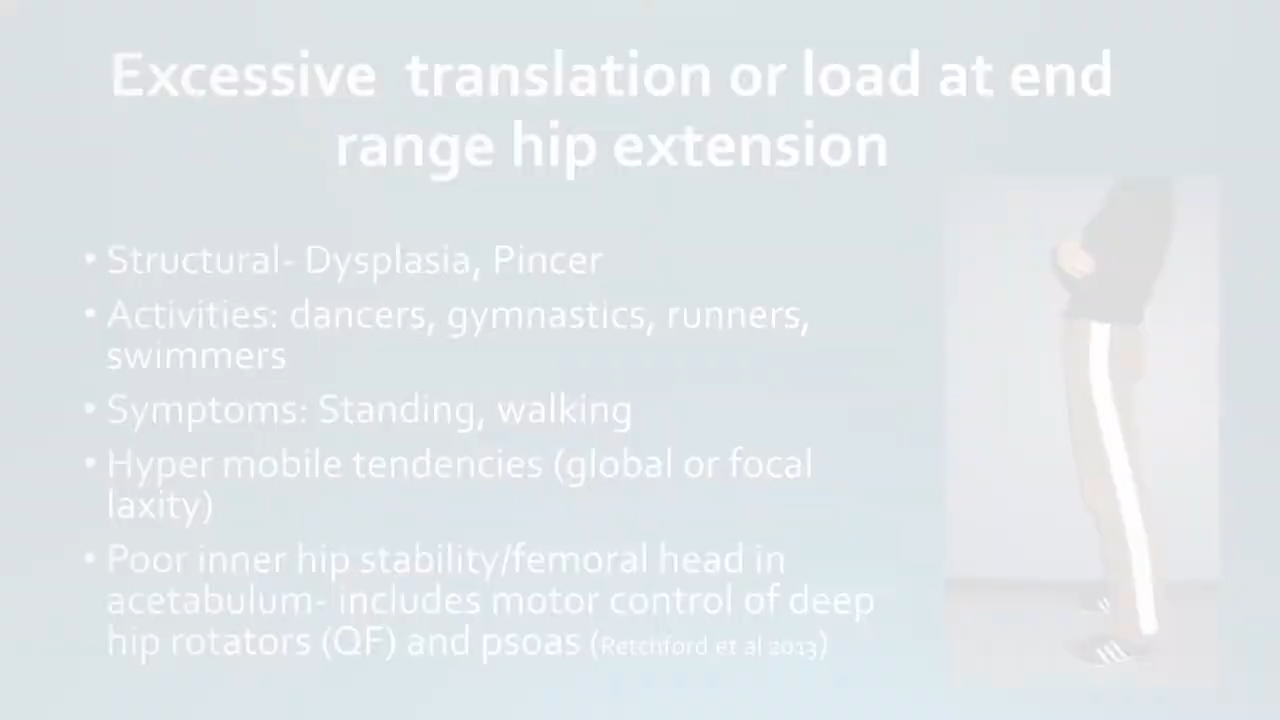 Excessive translation or load at end
range hip extension
• Structural- Dysplasia, Pincer
• Activities: dancers, gymnastics, runners,
swimmers
• Symptoms: Standing, walking
• Hyper mobile tendencies (global or focal
laxity)
• Poor inner hip stability/femoral head in
acetabulum- includes motor control of deep
hip rotators (QF) and psoas (Retchford et al 2013)